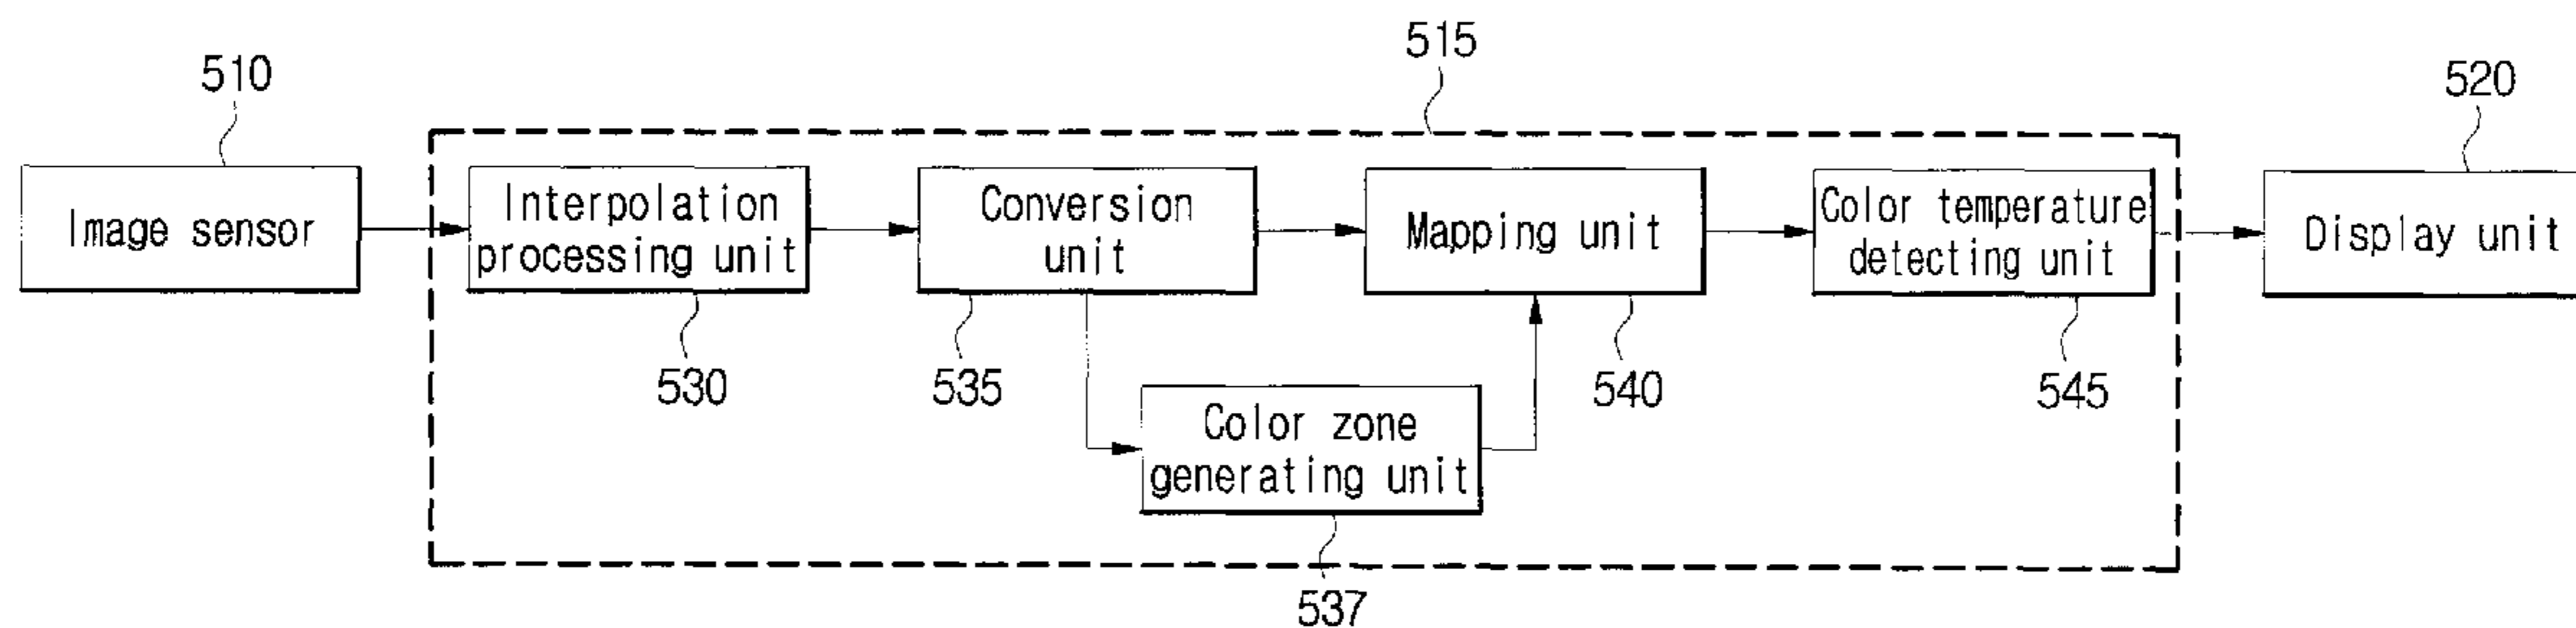 515
510
520
Image sensor
Interpolation
processing unit
Conversion
unit
Mapping unit
Color temperature
detecting unit
Display unit
530
535
540
545
Color zone
generating unit
537